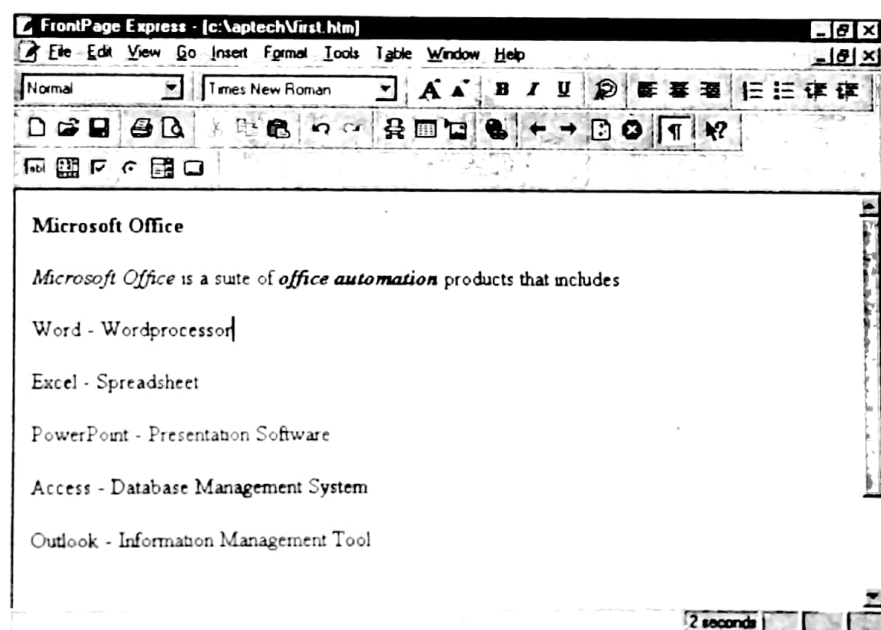 FrontPage Express - [c:\aptech\first.htm]
File Edit View Go Insert Format Tools Table Window Help
Normal Times New Roman A A B I U
Microsoft Office
Microsoft Office is a suite of office automation products that includes
Word - Wordprocessor
Excel - Spreadsheet
PowerPoint - Presentation Software
Access - Database Management System
Outlook - Information Management Tool
2 seconds